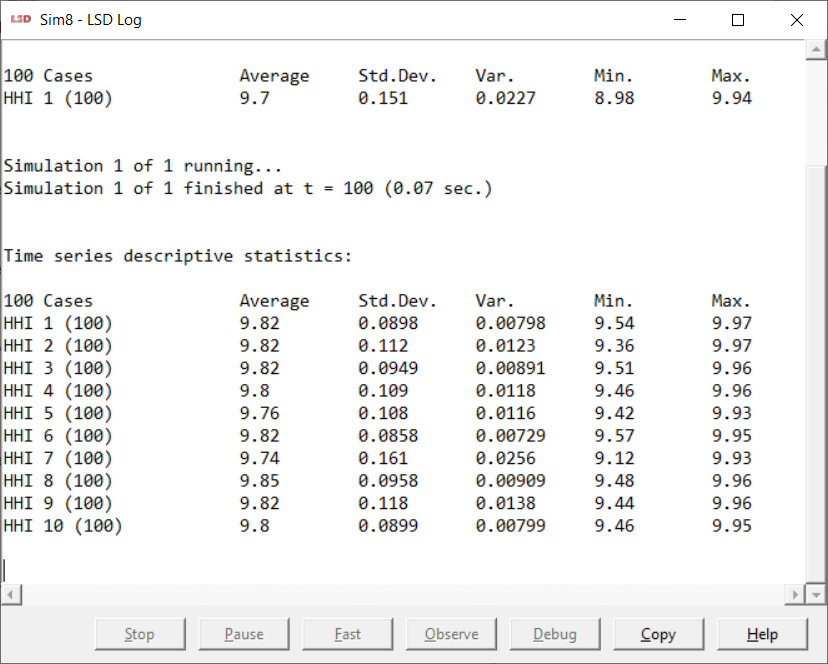 LSD Sim8 - LSD Log
100 Cases Average Std.Dev. Var. Min. Max.
HHI 1 (100) 9.7 0.151 0.0227 8.98 9.94
Simulation 1 of 1 running...
Simulation 1 of 1 finished at t = 100 (0.07 sec.)
Time series descriptive statistics:
100 Cases Average Std.Dev. Var. Min. Max.
HHI 1 (100) 9.82 0.0898 0.00798 9.54 9.97
HHI 2 (100) 9.82 0.112 0.0123 9.36 9.97
HHI 3 (100) 9.82 0.0949 0.00891 9.51 9.96
HHI 4 (100) 9.8 0.109 0.0118 9.46 9.96
HHI 5 (100) 9.76 0.108 0.0116 9.42 9.93
HHI 6 (100) 9.82 0.0858 0.00729 9.57 9.95
HHI 7 (100) 9.74 0.161 0.0256 9.12 9.93
HHI 8 (100) 9.85 0.0958 0.00909 9.48 9.96
HHI 9 (100) 9.82 0.118 0.0138 9.44 9.96
HHI 10 (100) 9.8 0.0899 0.00799 9.46 9.95
Stop Pause Fast Observe Debug Copy Help